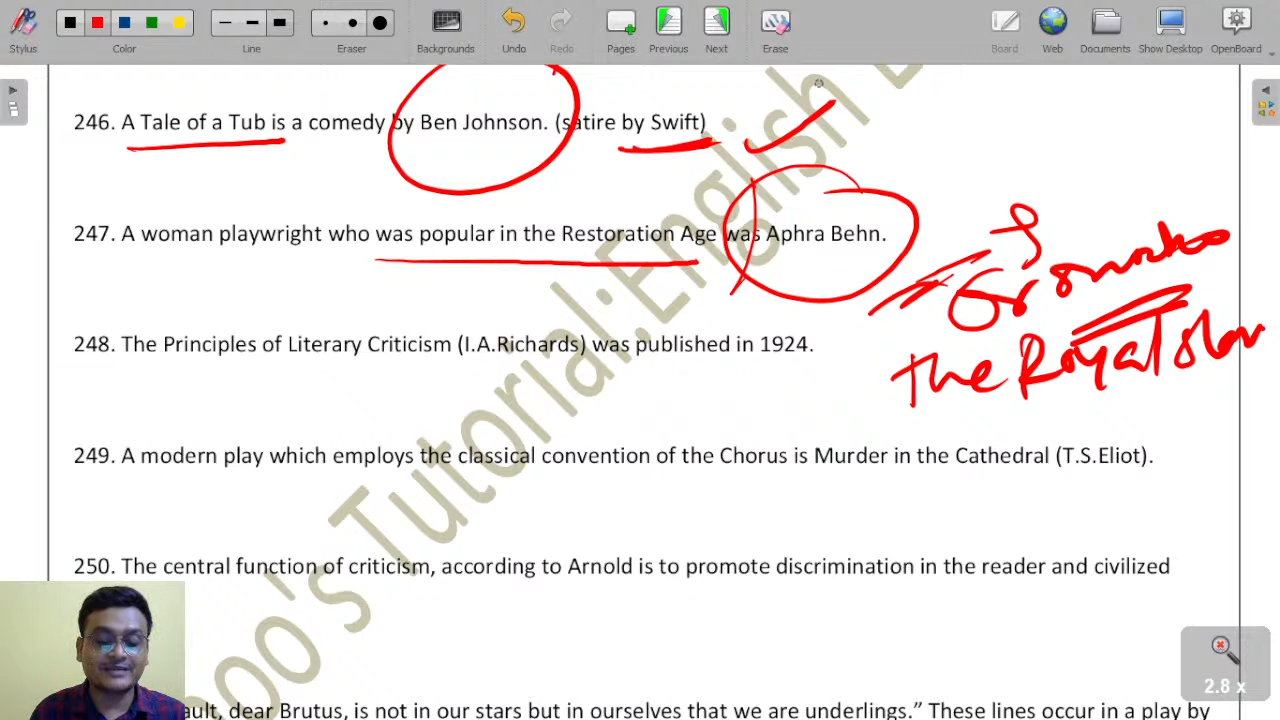 Stylus
Color
Line
Eraser
Backgrounds
Undo
Redo
Pages
Previous
Next
Erase
Board
Web
Documents
Show Desktop
OpenBoard
246. A Tale of a Tub is a comedy by Ben Johnson. (satire by Swift)
247. A woman playwright who was popular in the Restoration Age was Aphra Behn.
The Royal
248. The Principles of Literary Criticism (I.A.Richards) was published in 1924.
249. A modern play which employs the classical convention of the Chorus is Murder in the Cathedral (T.S.Eliot).
250. The central function of criticism, according to Arnold is to promote discrimination in the reader and civilized
dear Brutus, is not in our stars but in ourselves that we are underlings.” These lines occur in a play by
oo's Tutorial:English
2.8 x